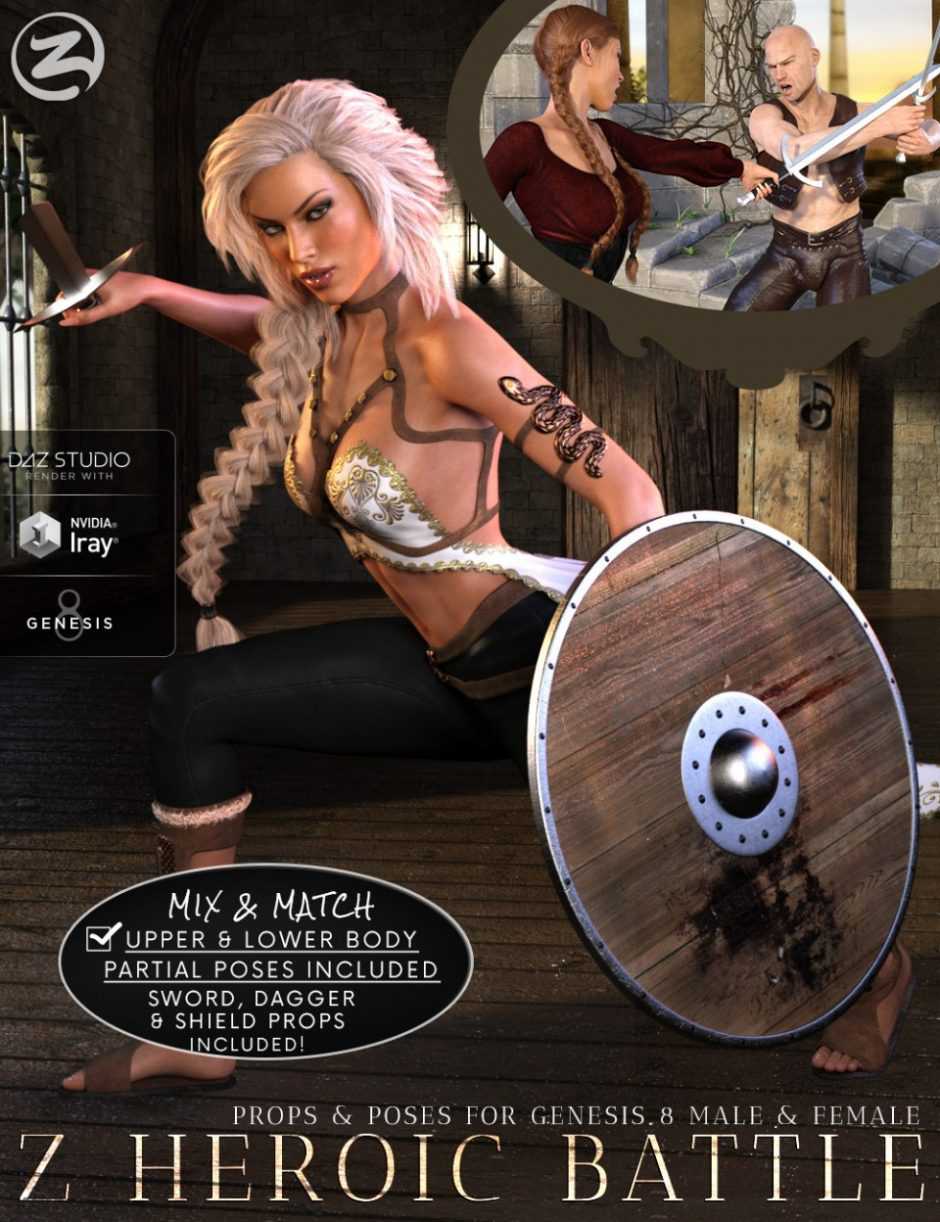 Z
DAZ STUDIO
RENDER WITH
NVIDIA®
Iray®
8
GENESIS
MIX & MATCH
UPPER & LOWER BODY
PARTIAL POSES INCLUDED
SWORD, DAGGER
& SHIELD PROPS
INCLUDED!
PROPS & POSES FOR GENESIS 8 MALE & FEMALE
Z HEROIC BATTLE